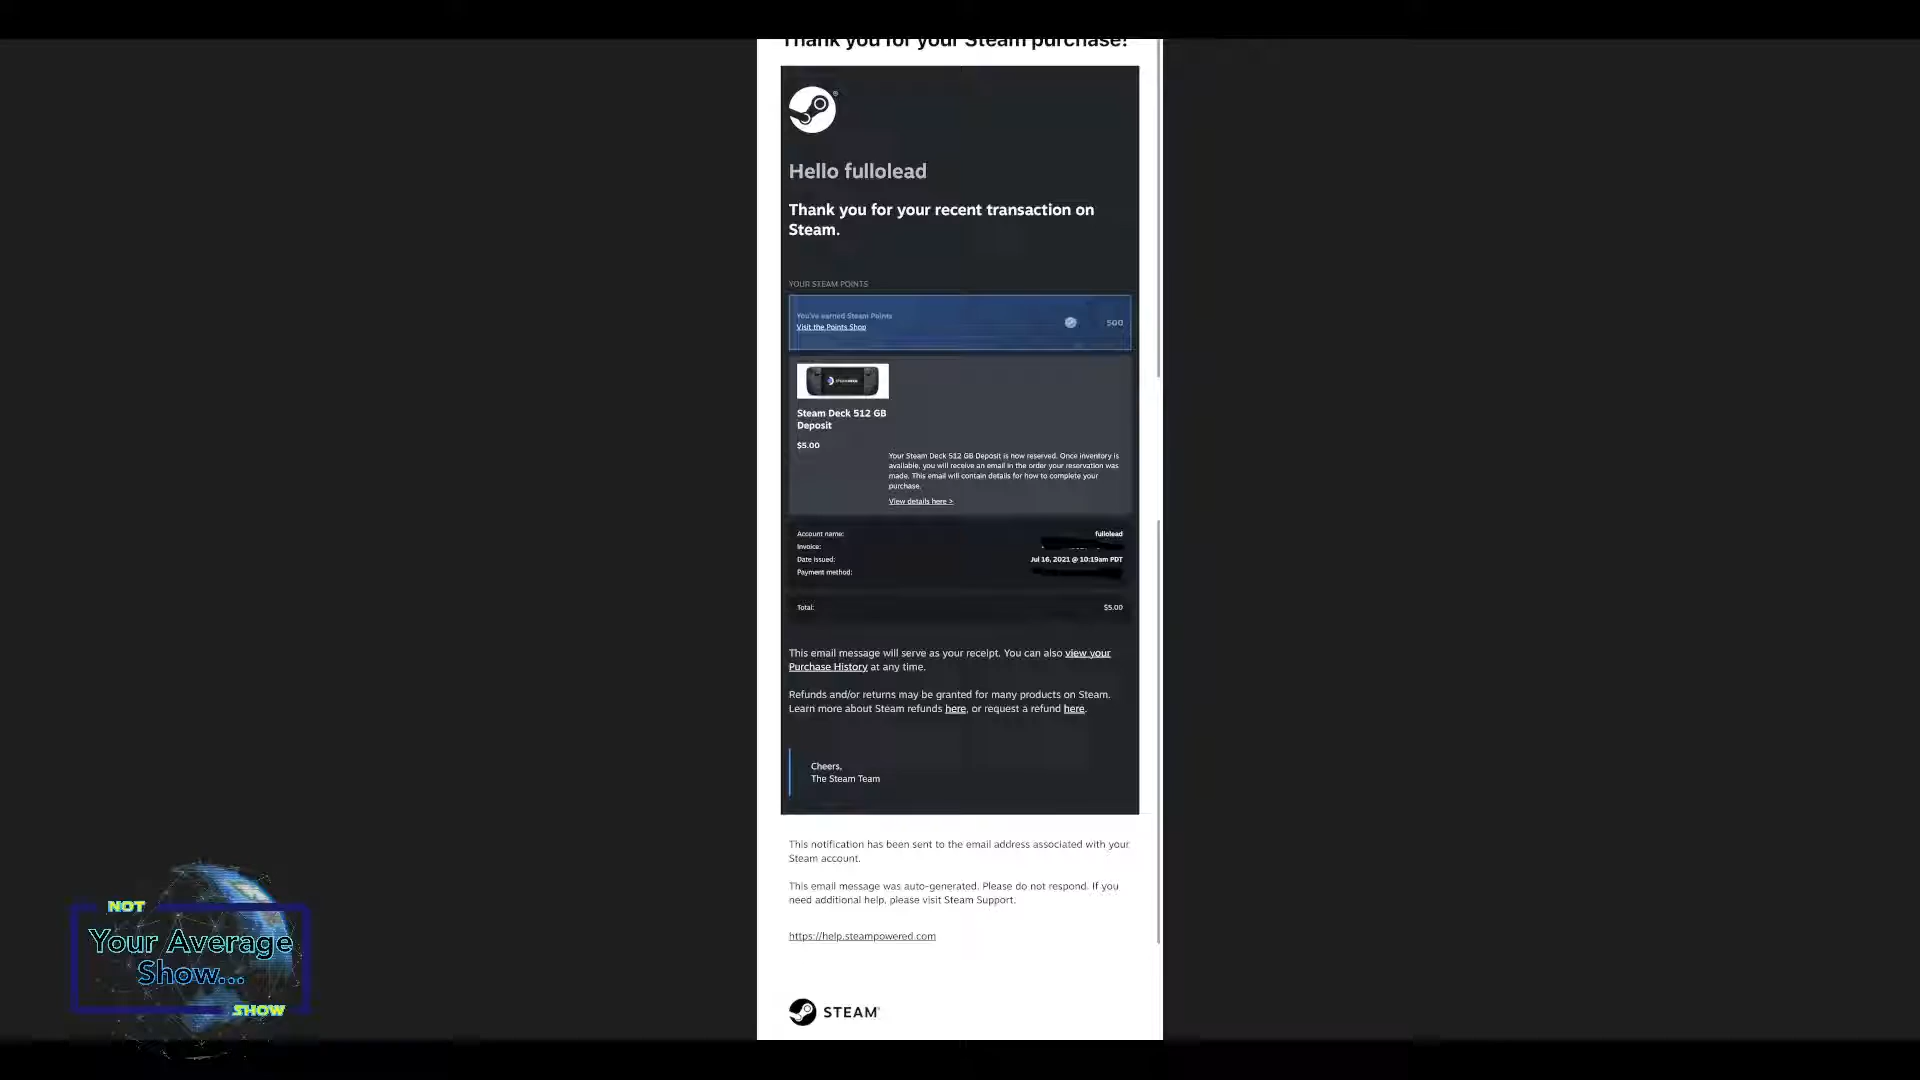 Thank you for your Steam purchase!
Hello fullolead
Thank you for your recent transaction on
Steam.
YOUR STEAM POINTS
You've earned Steam Points
Visit the Points Shop
500
Steam Deck 512 GB
Deposit
$5.00
Your Steam Deck 512 GB Deposit is now reserved. Once inventory is
available, you will receive an email in the order your reservation was
made. This email will contain details for how to complete your
purchase.
View details here >
Account name: fullolead
Invoice:
Date issued: Jul 16, 2021 @ 10:19am PDT
Payment method:
Total: $5.00
This email message will serve as your receipt. You can also view your
Purchase History at any time.
Refunds and/or returns may be granted for many products on Steam.
Learn more about Steam refunds here, or request a refund here.
Cheers,
The Steam Team
This notification has been sent to the email address associated with your
Steam account.
This email message was auto-generated. Please do not respond. If you
need additional help, please visit Steam Support.
https://help.steampowered.com
STEAM®
NOT
Your Average
Show...
SHOW